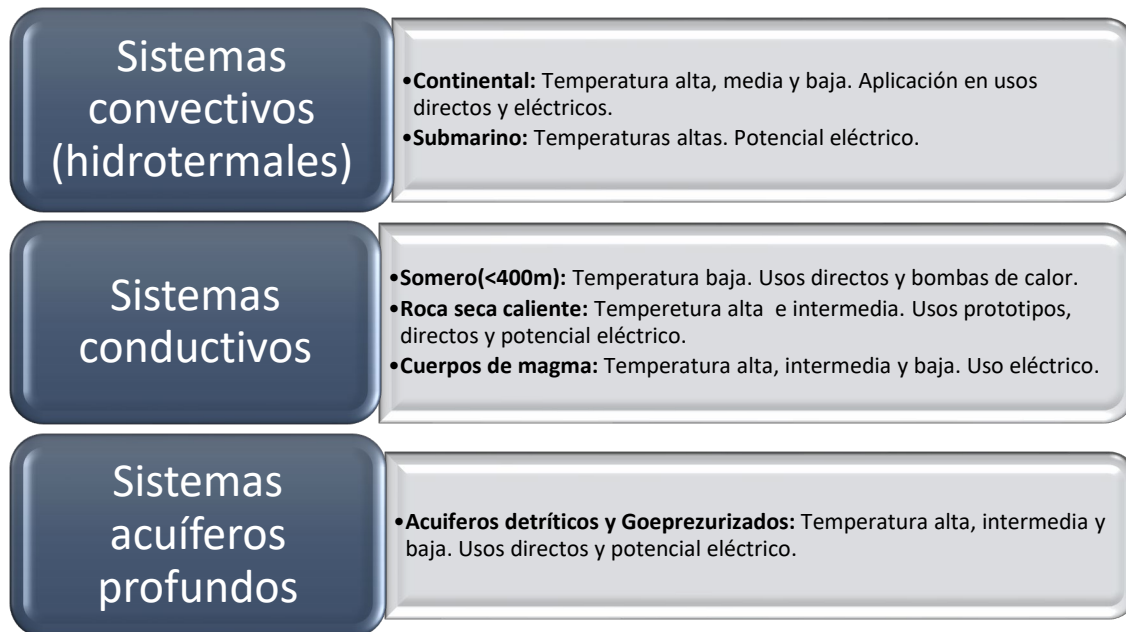 Sistemas
convectivos
(hidrotermales)
•Continental: Temperatura alta, media y baja. Aplicación en usos
directos y eléctricos.
•Submarino: Temperaturas altas. Potencial eléctrico.
Sistemas
conductivos
•Somero(<400m): Temperatura baja. Usos directos y bombas de calor.
•Roca seca caliente: Temperetura alta e intermedia. Usos prototipos,
directos y potencial eléctrico.
•Cuerpos de magma: Temperatura alta, intermedia y baja. Uso eléctrico.
Sistemas
acuíferos
profundos
•Acuiferos detríticos y Goeprezurizados: Temperatura alta, intermedia y
baja. Usos directos y potencial eléctrico.